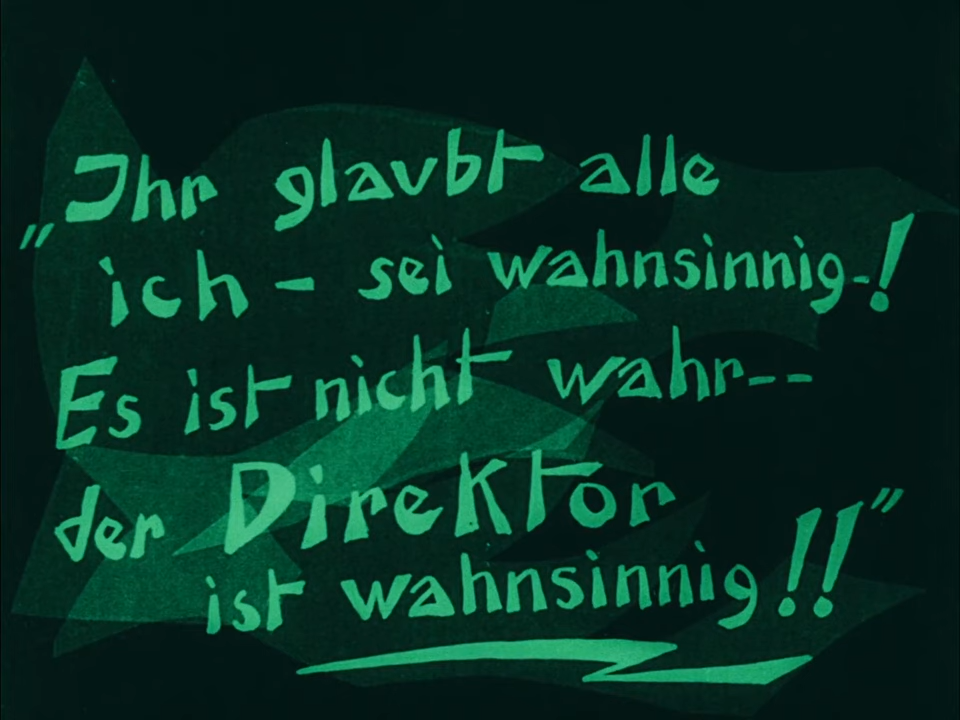 „Ihr glaubt alle
ich - sei wahnsinnig-!
Es ist nicht wahr--
der Direktor
ist wahnsinnig!!”